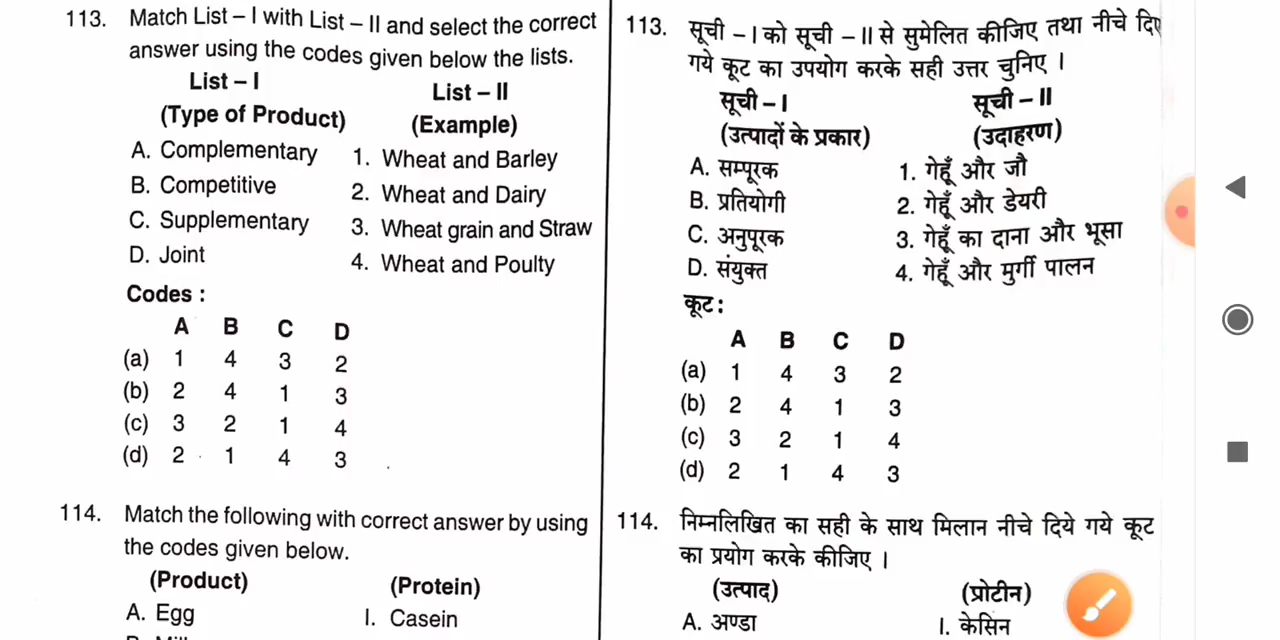 113. Match List – I with List – II and select the correct
answer using the codes given below the lists.
List – I List – II
(Type of Product) (Example)
A. Complementary 1. Wheat and Barley
B. Competitive 2. Wheat and Dairy
C. Supplementary 3. Wheat grain and Straw
D. Joint 4. Wheat and Poulty
Codes :
A B C D
(a) 1 4 3 2
(b) 2 4 1 3
(c) 3 2 1 4
(d) 2 1 4 3
114. Match the following with correct answer by using
the codes given below.
(Product) (Protein)
A. Egg I. Casein
113. सूची – I को सूची – II से सुमेलित कीजिए तथा नीचे दिए
गये कूट का उपयोग करके सही उत्तर चुनिए ।
सूची – I सूची – II
(उत्पादों के प्रकार) (उदाहरण)
A. सम्पूरक 1. गेहूँ और जौ
B. प्रतियोगी 2. गेहूँ और डेयरी
C. अनुपूरक 3. गेहूँ का दाना और भूसा
D. संयुक्त 4. गेहूँ और मुर्गी पालन
कूट :
A B C D
(a) 1 4 3 2
(b) 2 4 1 3
(c) 3 2 1 4
(d) 2 1 4 3
114. निम्नलिखित का सही के साथ मिलान नीचे दिये गये कूट
का प्रयोग करके कीजिए ।
(उत्पाद) (प्रोटीन)
A. अण्डा I. केसिन